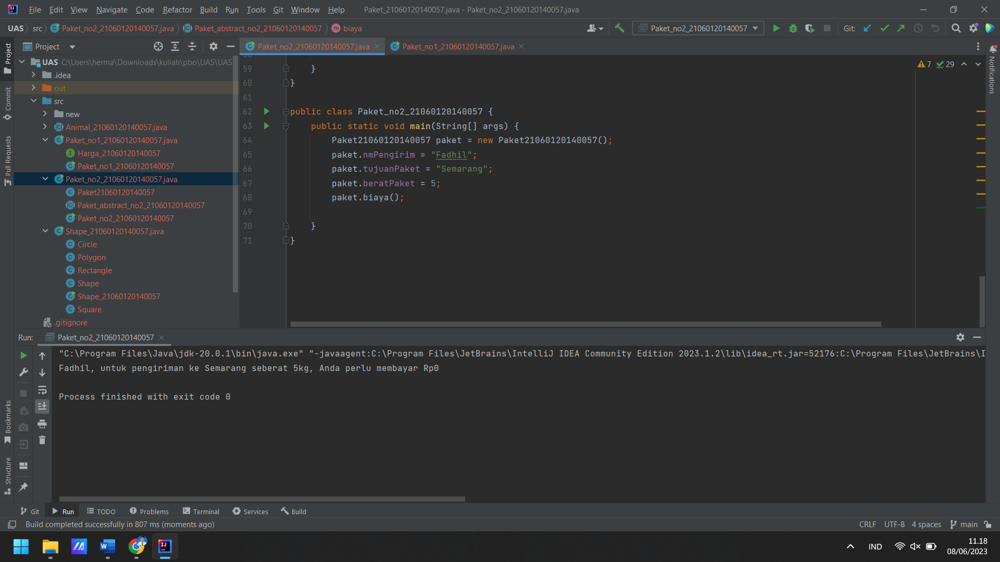 File Edit View Navigate Code Refactor Build Run Tools Git Window Help Paket_21060120140057.java - Paket_no2_21060120140057.java
UAS src Paket_no2_21060120140057.java Paket_abstract_no2_21060120140057 m biaya Paket_no2_21060120140057 Git:
Project Paket_no2_21060120140057.java Paket_no1_21060120140057.java
UAS C:\Users\herma\Downloads\kuliah\pbo\UAS\UAS
.idea
out
src
new
Animal_21060120140057.java
Paket_no1_21060120140057.java
Harga_21060120140057
Paket_no1_21060120140057
Paket_no2_21060120140057.java
Paket21060120140057
Paket_abstract_no2_21060120140057
Paket_no2_21060120140057
Shape_21060120140057.java
Circle
Polygon
Rectangle
Shape
Shape_21060120140057
Square
.gitignore
7 29
59 }
60 }
61
62 public class Paket_no2_21060120140057 {
63 public static void main(String[] args) {
64 Paket21060120140057 paket = new Paket21060120140057();
65 paket.nmPengirim = "Fadhil";
66 paket.tujuanPaket = "Semarang";
67 paket.beratPaket = 5;
68 paket.biaya();
69
70 }
71 }
Project
Commit
Pull Requests
Bookmarks
Structure
Notifications
Run: Paket_no2_21060120140057
"C:\Program Files\Java\jdk-20.0.1\bin\java.exe" "-javaagent:C:\Program Files\JetBrains\IntelliJ IDEA Community Edition 2023.1.2\lib\idea_rt.jar=52176:C:\Program Files\JetBrains\I
Fadhil, untuk pengiriman ke Semarang seberat 5kg, Anda perlu membayar Rp0
Process finished with exit code 0
Git Run TODO Problems Terminal Services Build
Build completed successfully in 807 ms (moments ago) CRLF UTF-8 4 spaces main
IND 11.18
08/06/2023